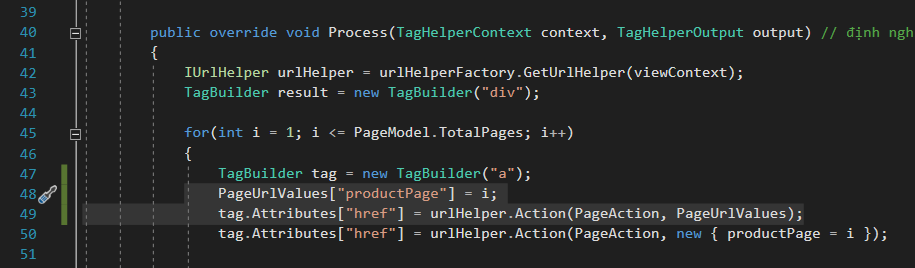 39
40 public override void Process(TagHelperContext context, TagHelperOutput output) // định ngh
41 {
42 IUrlHelper urlHelper = urlHelperFactory.GetUrlHelper(viewContext);
43 TagBuilder result = new TagBuilder("div");
44
45 for(int i = 1; i <= PageModel.TotalPages; i++)
46 {
47 TagBuilder tag = new TagBuilder("a");
48 PageUrlValues["productPage"] = i;
49 tag.Attributes["href"] = urlHelper.Action(PageAction, PageUrlValues);
50 tag.Attributes["href"] = urlHelper.Action(PageAction, new { productPage = i });
51